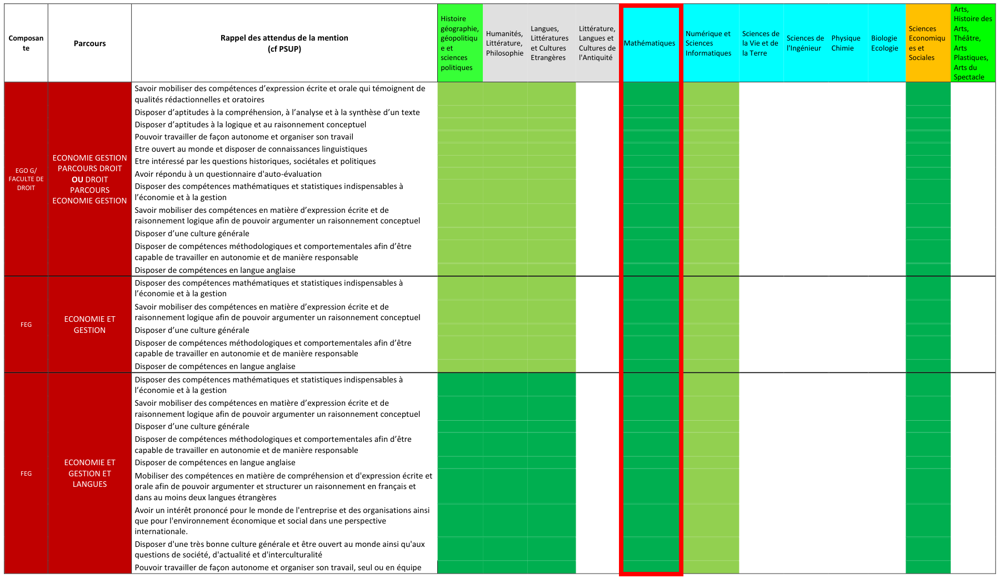 Composan
te
Parcours
Rappel des attendus de la mention
(cf PSUP)
Histoire
géographie,
géopolitiqu
e et
sciences
politiques
Humanités,
Littérature,
Philosophie
Langues,
Littératures
et Cultures
Etrangères
Littérature,
Langues et
Cultures de
l'Antiquité
Mathématiques
Numérique et
Sciences
Informatiques
Sciences de
la Vie et de
la Terre
Sciences de
l'Ingénieur
Physique
Chimie
Biologie
Ecologie
Sciences
Economiqu
es et
Sociales
Arts,
Histoire des
Arts,
Théâtre,
Arts
Plastiques,
Arts du
Spectacle
EGO G/
FACULTE DE
DROIT
ECONOMIE GESTION
PARCOURS DROIT
OU DROIT
PARCOURS
ECONOMIE GESTION
Savoir mobiliser des compétences d’expression écrite et orale qui témoignent de
qualités rédactionnelles et oratoires
Disposer d’aptitudes à la compréhension, à l’analyse et à la synthèse d’un texte
Disposer d’aptitudes à la logique et au raisonnement conceptuel
Pouvoir travailler de façon autonome et organiser son travail
Etre ouvert au monde et disposer de connaissances linguistiques
Etre intéressé par les questions historiques, sociétales et politiques
Avoir répondu à un questionnaire d'auto-évaluation
Disposer des compétences mathématiques et statistiques indispensables à
l’économie et à la gestion
Savoir mobiliser des compétences en matière d’expression écrite et de
raisonnement logique afin de pouvoir argumenter un raisonnement conceptuel
Disposer d’une culture générale
Disposer de compétences méthodologiques et comportementales afin d’être
capable de travailler en autonomie et de manière responsable
Disposer de compétences en langue anglaise
FEG
ECONOMIE ET
GESTION
Disposer des compétences mathématiques et statistiques indispensables à
l’économie et à la gestion
Savoir mobiliser des compétences en matière d’expression écrite et de
raisonnement logique afin de pouvoir argumenter un raisonnement conceptuel
Disposer d’une culture générale
Disposer de compétences méthodologiques et comportementales afin d’être
capable de travailler en autonomie et de manière responsable
Disposer de compétences en langue anglaise
FEG
ECONOMIE ET
GESTION ET
LANGUES
Disposer des compétences mathématiques et statistiques indispensables à
l’économie et à la gestion
Savoir mobiliser des compétences en matière d’expression écrite et de
raisonnement logique afin de pouvoir argumenter un raisonnement conceptuel
Disposer d’une culture générale
Disposer de compétences méthodologiques et comportementales afin d’être
capable de travailler en autonomie et de manière responsable
Disposer de compétences en langue anglaise
Mobiliser des compétences en matière de compréhension et d'expression écrite et
orale afin de pouvoir argumenter et structurer un raisonnement en français et
dans au moins deux langues étrangères
Avoir un intérêt prononcé pour le monde de l'entreprise et des organisations ainsi
que pour l'environnement économique et social dans une perspective
internationale.
Disposer d'une très bonne culture générale et être ouvert au monde ainsi qu'aux
questions de société, d'actualité et d'interculturalité
Pouvoir travailler de façon autonome et organiser son travail, seul ou en équipe